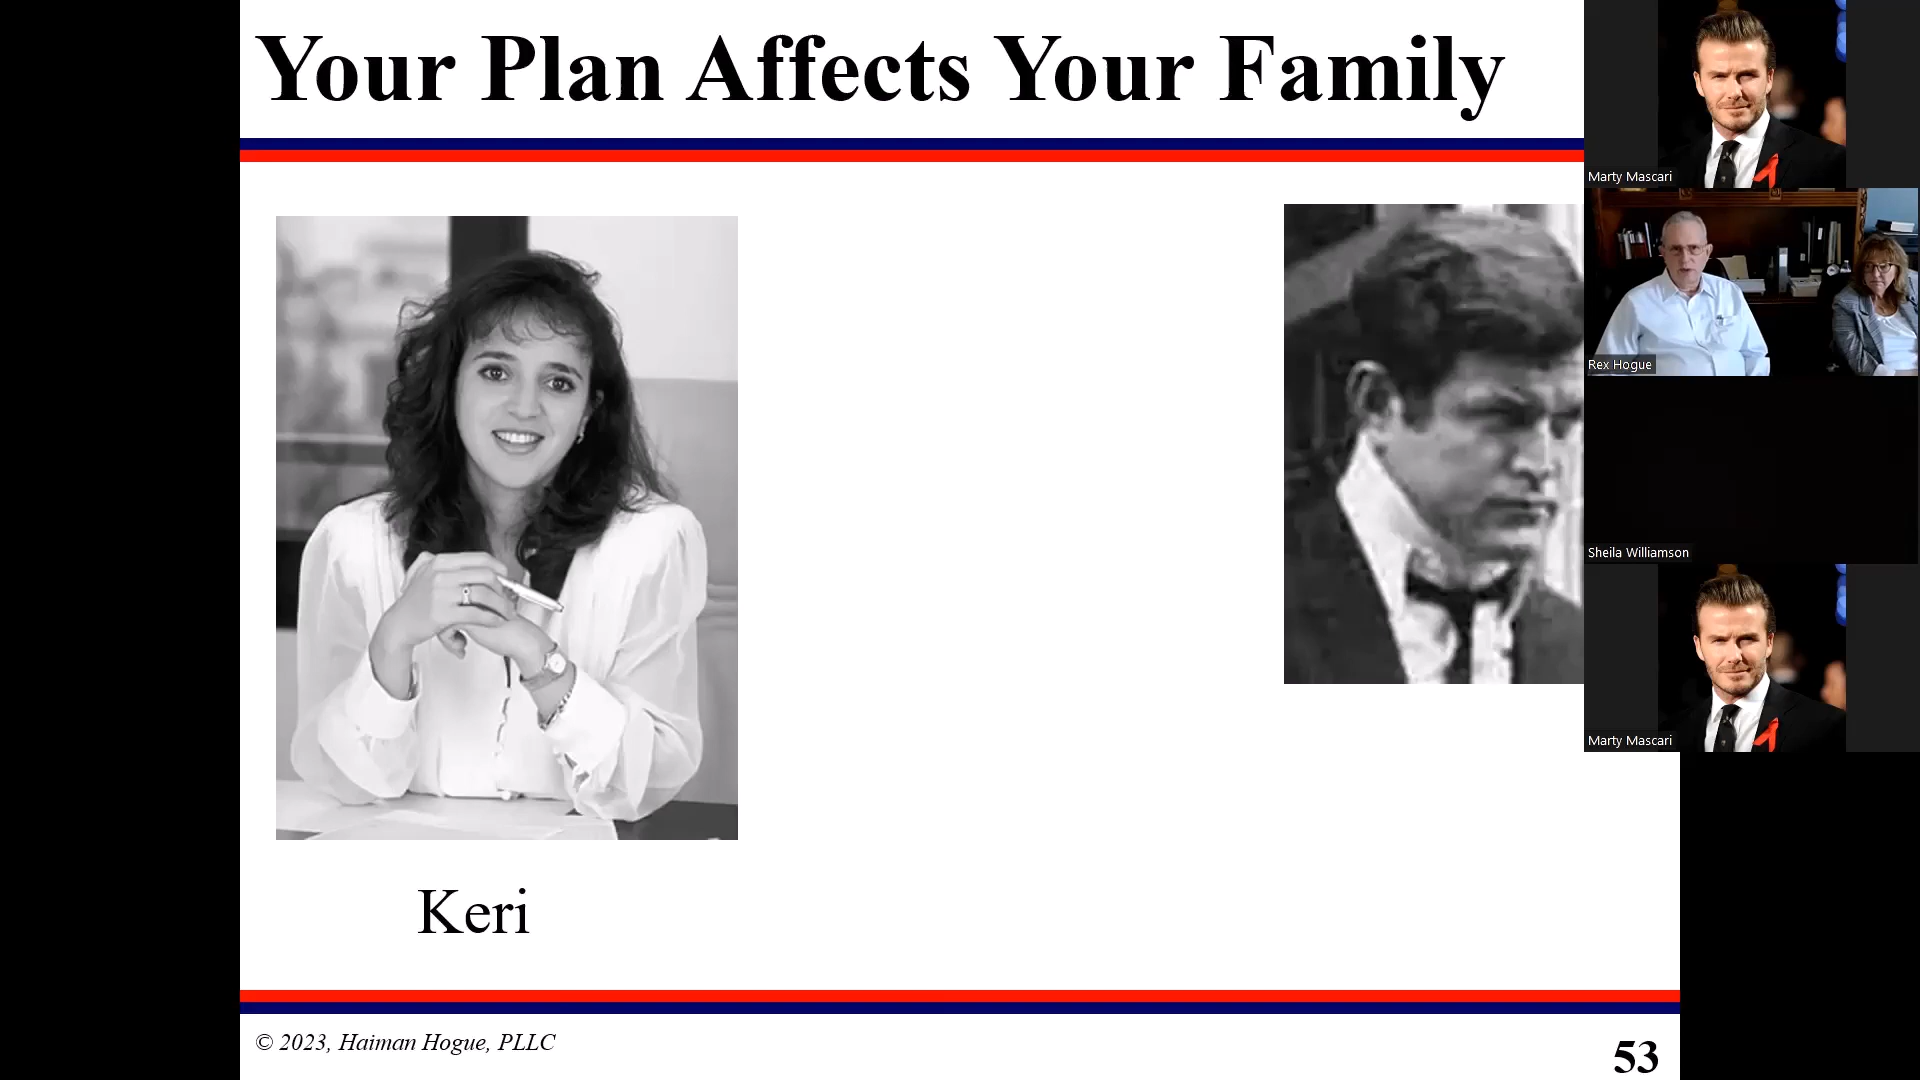 Your Plan Affects Your Family
Marty Mascari
Rex Hogue
Sheila Williamson
Marty Mascari
Keri
© 2023, Haiman Hogue, PLLC
53